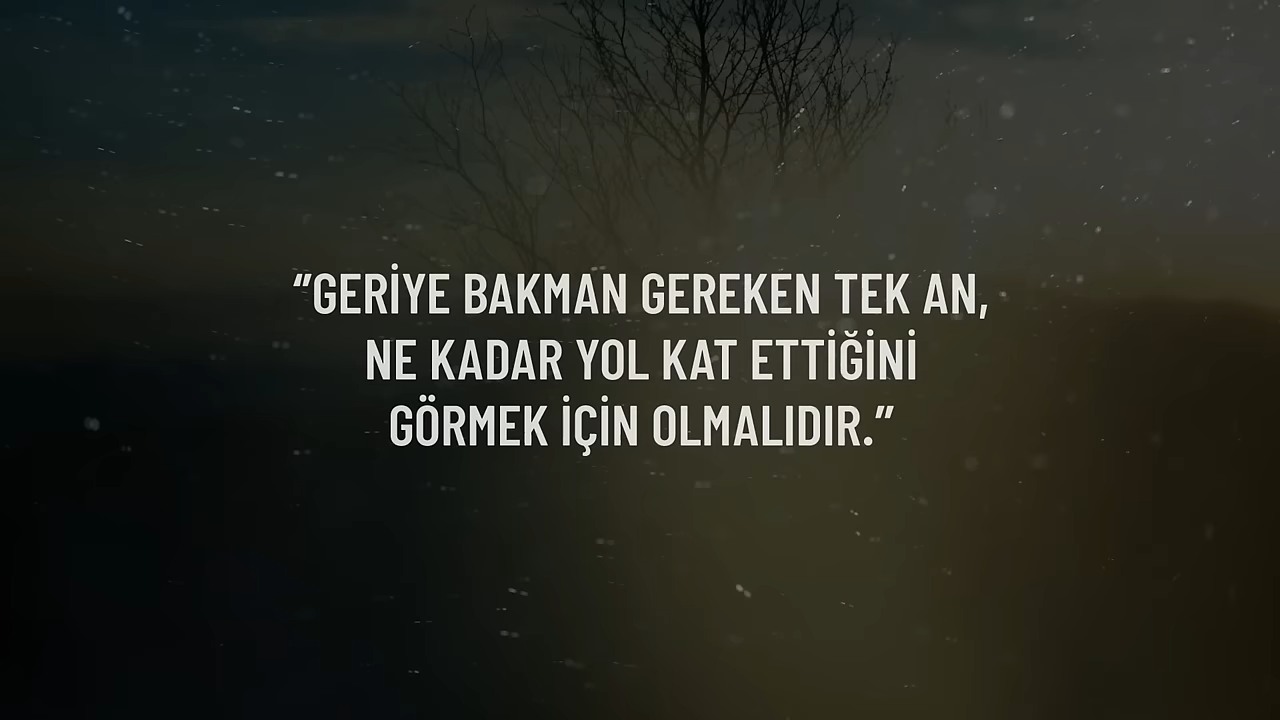 “GERİYE BAKMAN GEREKEN TEK AN,
NE KADAR YOL KAT ETTİĞİNİ
GÖRMEK İÇİN OLMALIDIR.”